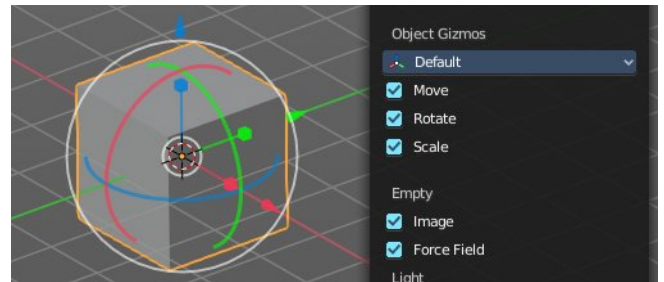 Object Gizmos
Default
Move
Rotate
Scale
Empty
Image
Force Field
Light